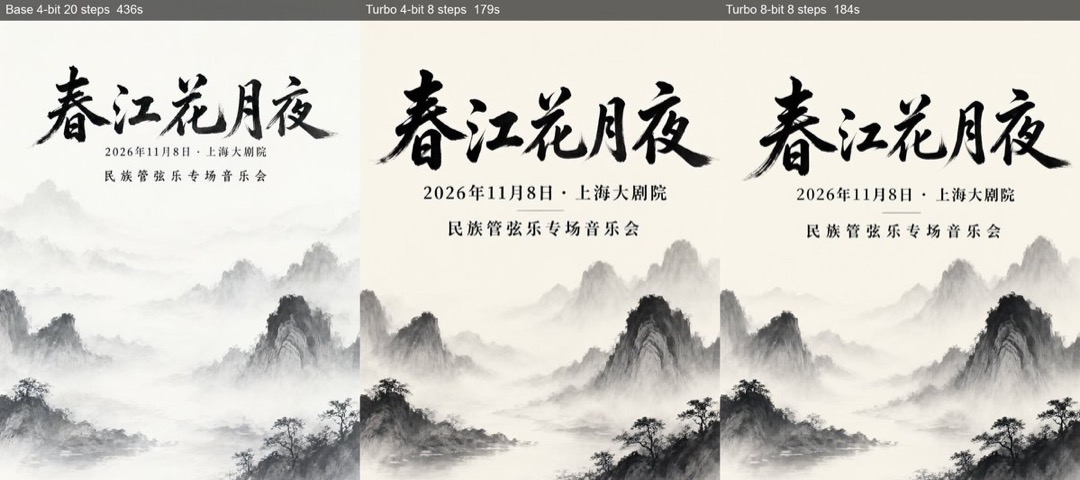 Base 4-bit 20 steps 436s
春江花月夜
2026年11月8日 · 上海大剧院
民族管弦乐专场音乐会
Turbo 4-bit 8 steps 179s
春江花月夜
2026年11月8日 · 上海大剧院
民族管弦乐专场音乐会
Turbo 8-bit 8 steps 184s
春江花月夜
2026年11月8日 · 上海大剧院
民族管弦乐专场音乐会